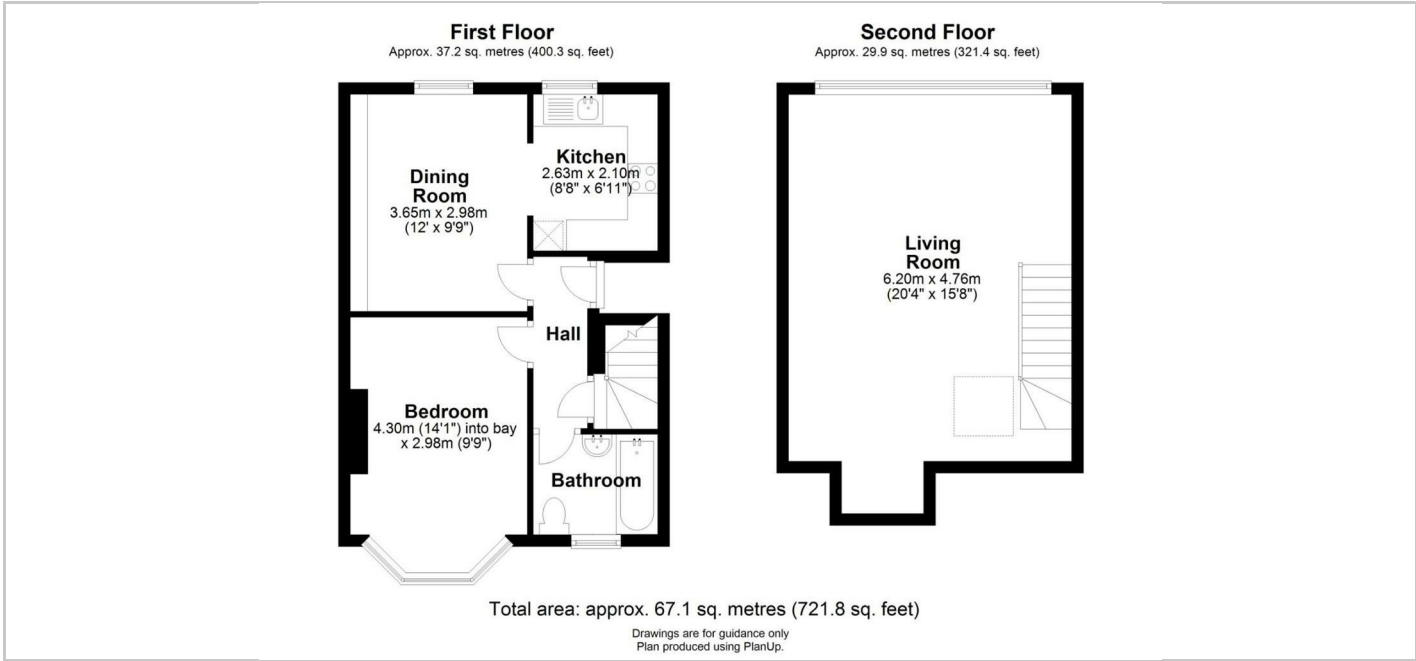 First Floor
Approx. 37.2 sq. metres (400.3 sq. feet)
Second Floor
Approx. 29.9 sq. metres (321.4 sq. feet)
Kitchen
2.63m x 2.10m
(8'8" x 6'11")
Dining
Room
3.65m x 2.98m
(12' x 9'9")
Living
Room
6.20m x 4.76m
(20'4" x 15'8")
Hall
Bedroom
4.30m (14'1") into bay
x 2.98m (9'9")
Bathroom
Total area: approx. 67.1 sq. metres (721.8 sq. feet)
Drawings are for guidance only
Plan produced using PlanUp.